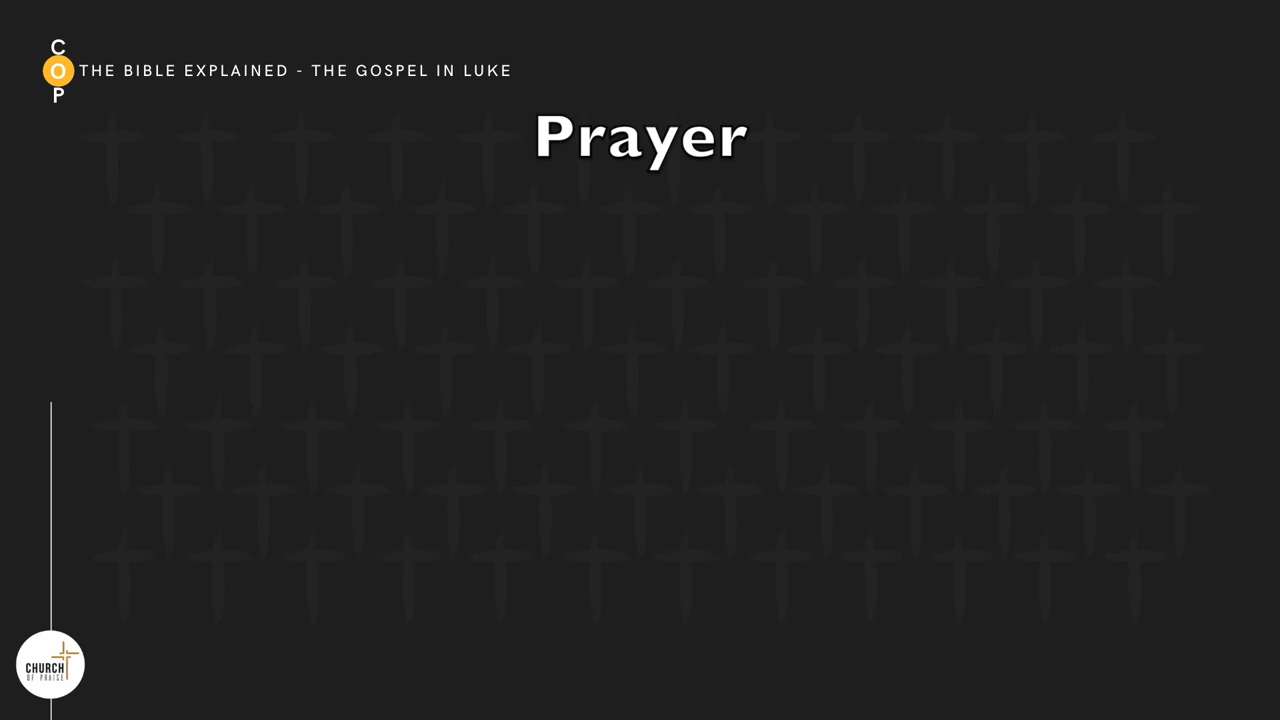 C
O THE BIBLE EXPLAINED - THE GOSPEL IN LUKE
P
Prayer
CHURCH
OF PRAISE